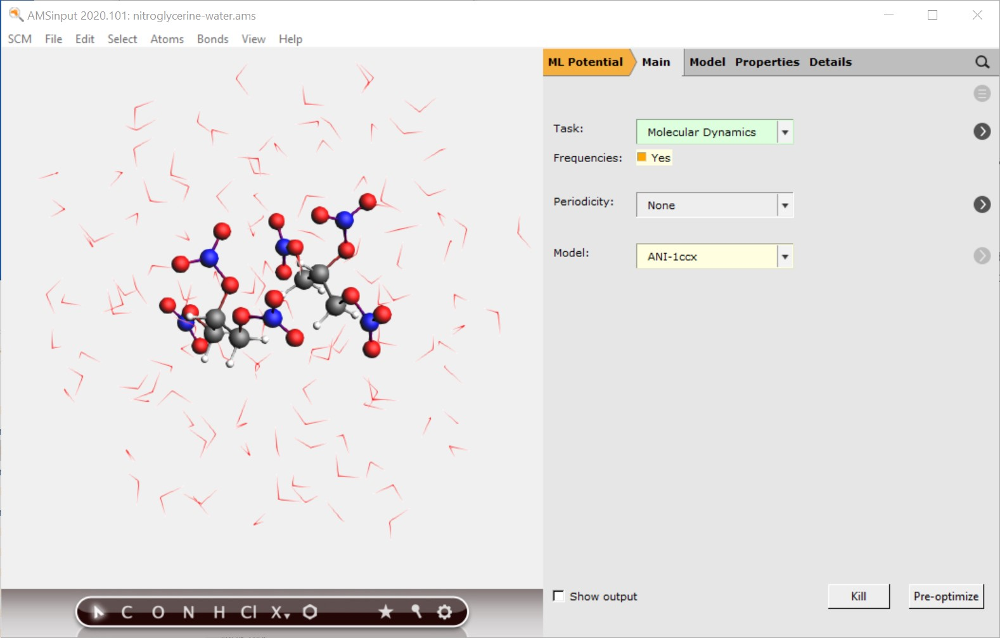 AMSinput 2020.101: nitroglycerine-water.ams
SCM File Edit Select Atoms Bonds View Help
ML Potential Main Model Properties Details
Task: Molecular Dynamics
Frequencies: Yes
Periodicity: None
Model: ANI-1ccx
Show output Kill Pre-optimize
C O N H Cl X